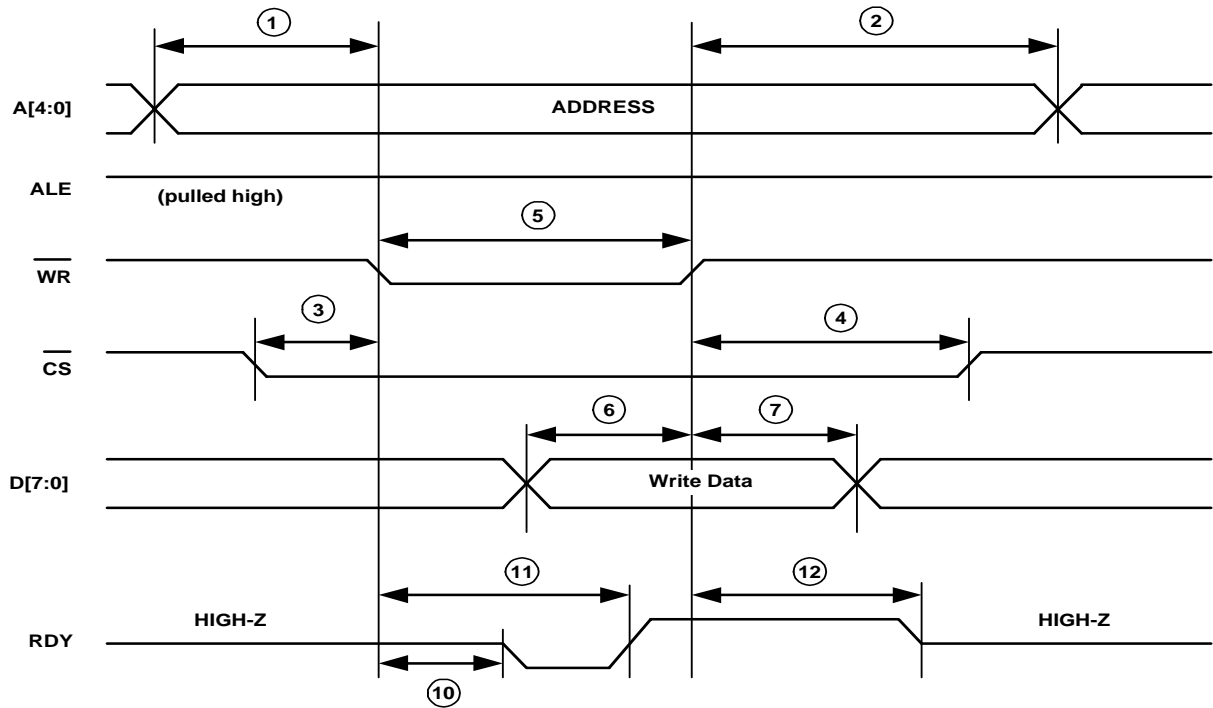 1
2
A[4:0]
ADDRESS
ALE
(pulled high)
5
WR
3
4
CS
6
7
D[7:0]
Write Data
11
12
HIGH-Z
HIGH-Z
RDY
10